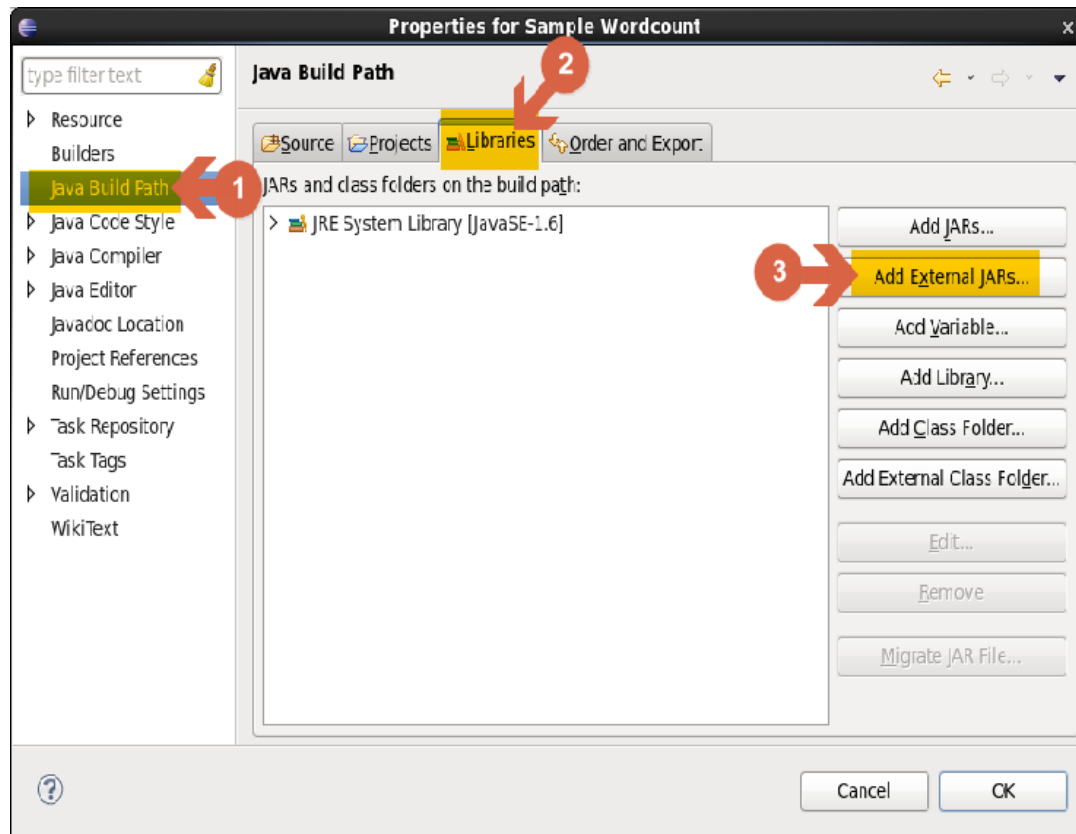 Properties for Sample Wordcount
type filter text
Java Build Path
2
Resource
Builders
Java Build Path
1
Java Code Style
Java Compiler
Java Editor
Javadoc Location
Project References
Run/Debug Settings
Task Repository
Task Tags
Validation
WikiText
Source Projects Libraries Order and Export
JARs and class folders on the build path:
JRE System Library [JavaSE-1.6]
Add JARs...
3
Add External JARs...
Add Variable...
Add Library...
Add Class Folder...
Add External Class Folder...
Edit...
Remove
Migrate JAR File...
?
Cancel OK